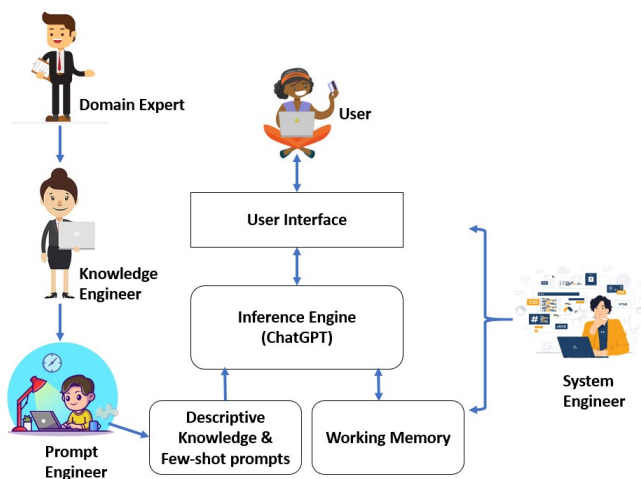 Domain Expert
User
User Interface
Knowledge
Engineer
Inference Engine
(ChatGPT)
System
Engineer
Descriptive
Knowledge &
Few-shot prompts
Working Memory
Prompt
Engineer